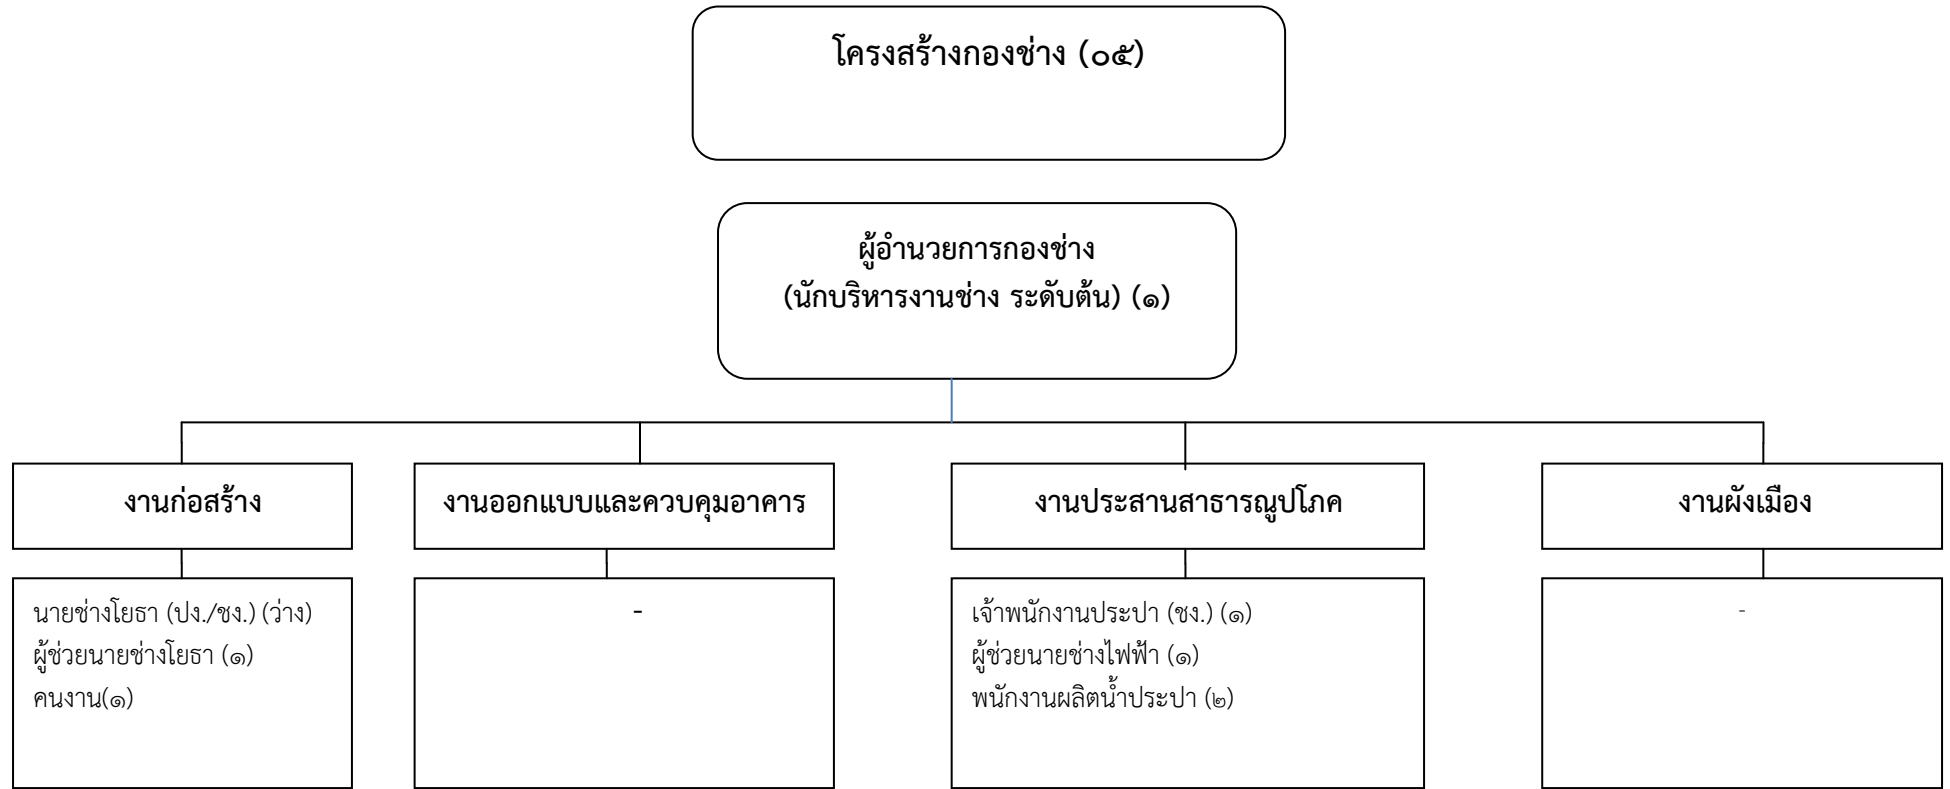 โครงสร้างกองช่าง (๐๕)
ผู้อำนวยการกองช่าง
(นักบริหารงานช่าง ระดับต้น) (๑)
งานก่อสร้าง
งานออกแบบและควบคุมอาคาร
งานประสานสาธารณูปโภค
งานผังเมือง
นายช่างโยธา (ปง./ชง.) (ว่าง)
ผู้ช่วยนายช่างโยธา (๑)
คนงาน(๑)
-
เจ้าพนักงานประปา (ชง.) (๑)
ผู้ช่วยนายช่างไฟฟ้า (๑)
พนักงานผลิตน้ำประปา (๒)
-